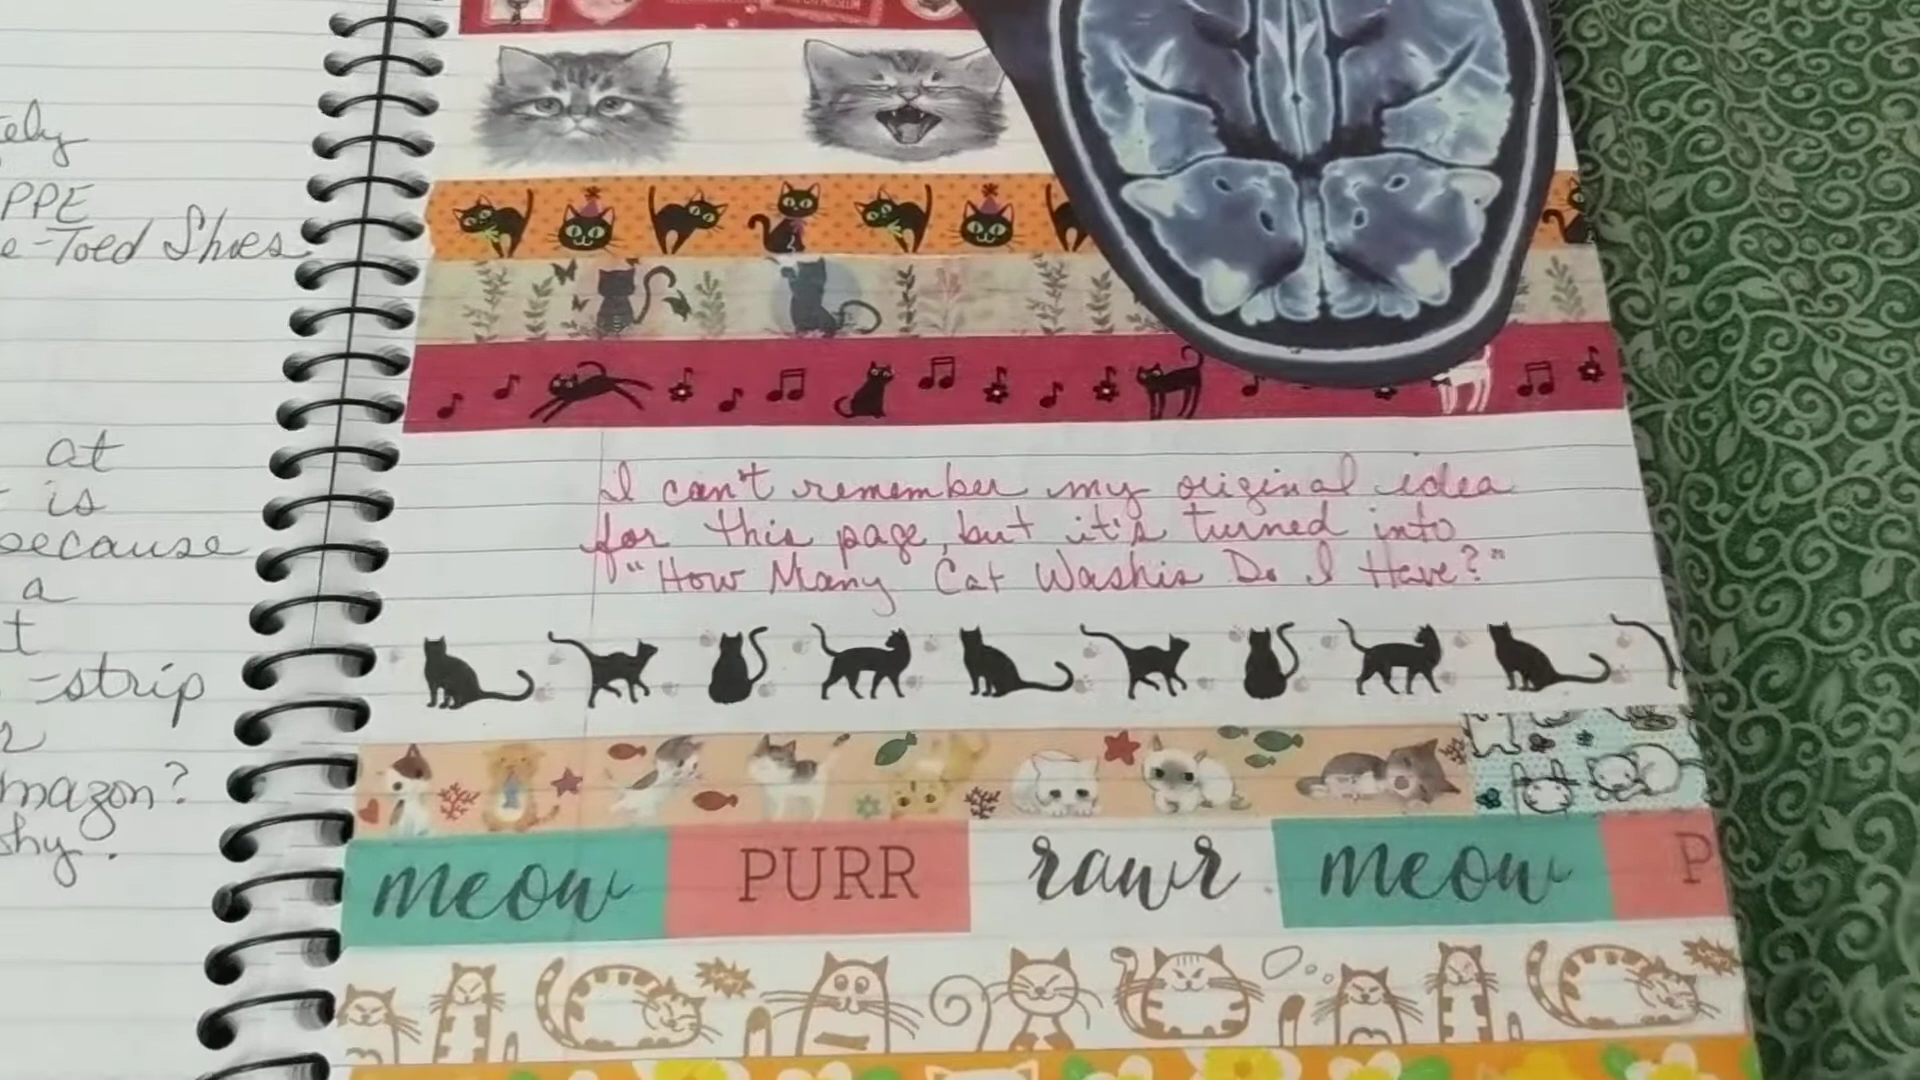 PPE
e-Toed Shoes
at
is
because
a
t
-strip
mazon?
shy.
I can't remember my original idea
for this page, but it's turned into
"How Many Cat Washis Do I Have?"
meow PURR rawr meow P